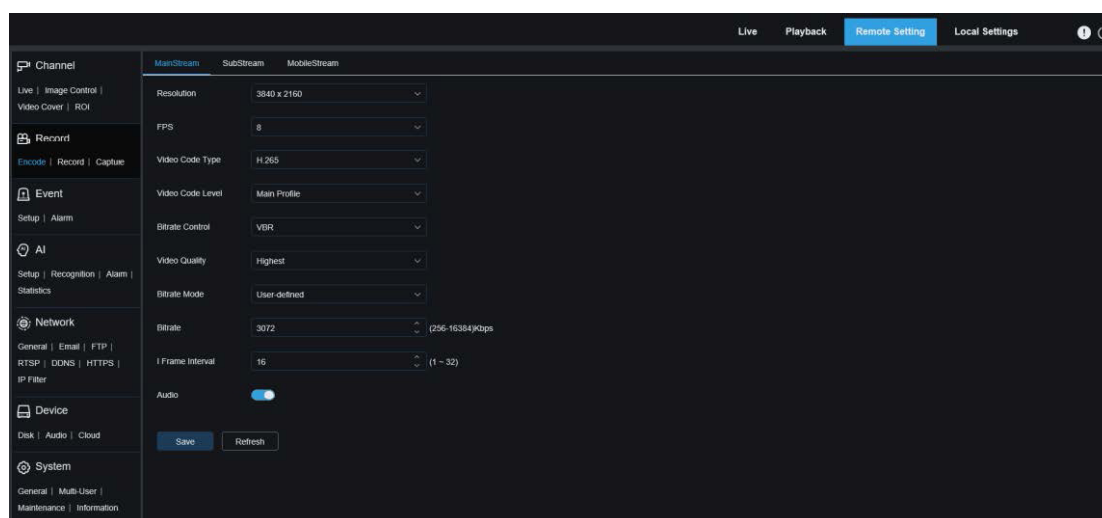 Live Playback Remote Setting Local Settings
Channel
Live | Image Control |
Video Cover | ROI
Record
Encode | Record | Capture
Event
Setup | Alarm
AI
Setup | Recognition | Alarm |
Statistics
Network
General | Email | FTP |
RTSP | DDNS | HTTPS |
IP Filter
Device
Disk | Audio | Cloud
System
General | Multi-User |
Maintenance | Information
MainStream SubStream MobileStream
Resolution 3840 x 2160
FPS 8
Video Code Type H.265
Video Code Level Main Profile
Bitrate Control VBR
Video Quality Highest
Bitrate Mode User-defined
Bitrate 3072 (256-16384)Kbps
I Frame Interval 16 (1 ~ 32)
Audio
Save Refresh